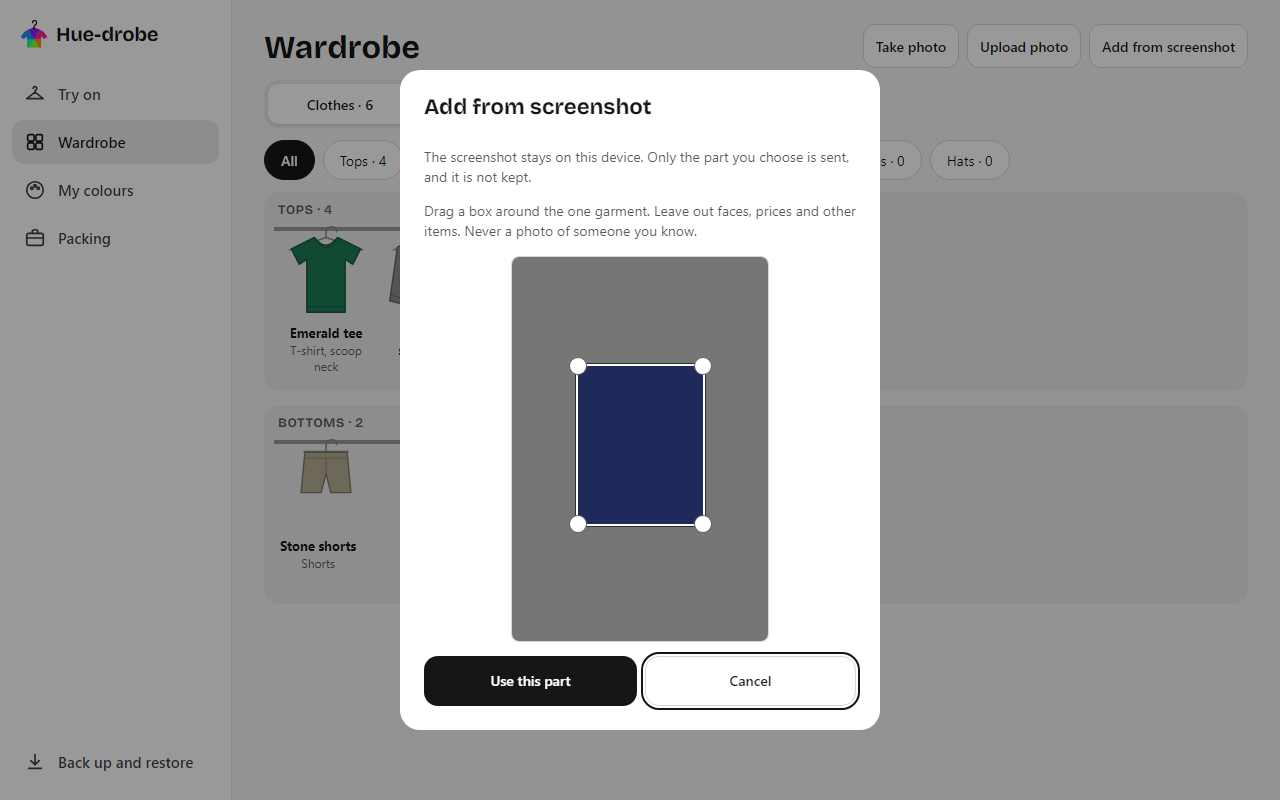 Hue-drobe
Try on
Wardrobe
My colours
Packing
Back up and restore
Wardrobe
Take photo
Upload photo
Add from screenshot
Clothes · 6
All
Tops · 4
s · 0
Hats · 0
TOPS · 4
Emerald tee
T-shirt, scoop
neck
BOTTOMS · 2
Stone shorts
Shorts
Add from screenshot
The screenshot stays on this device. Only the part you choose is sent,
and it is not kept.
Drag a box around the one garment. Leave out faces, prices and other
items. Never a photo of someone you know.
Use this part
Cancel